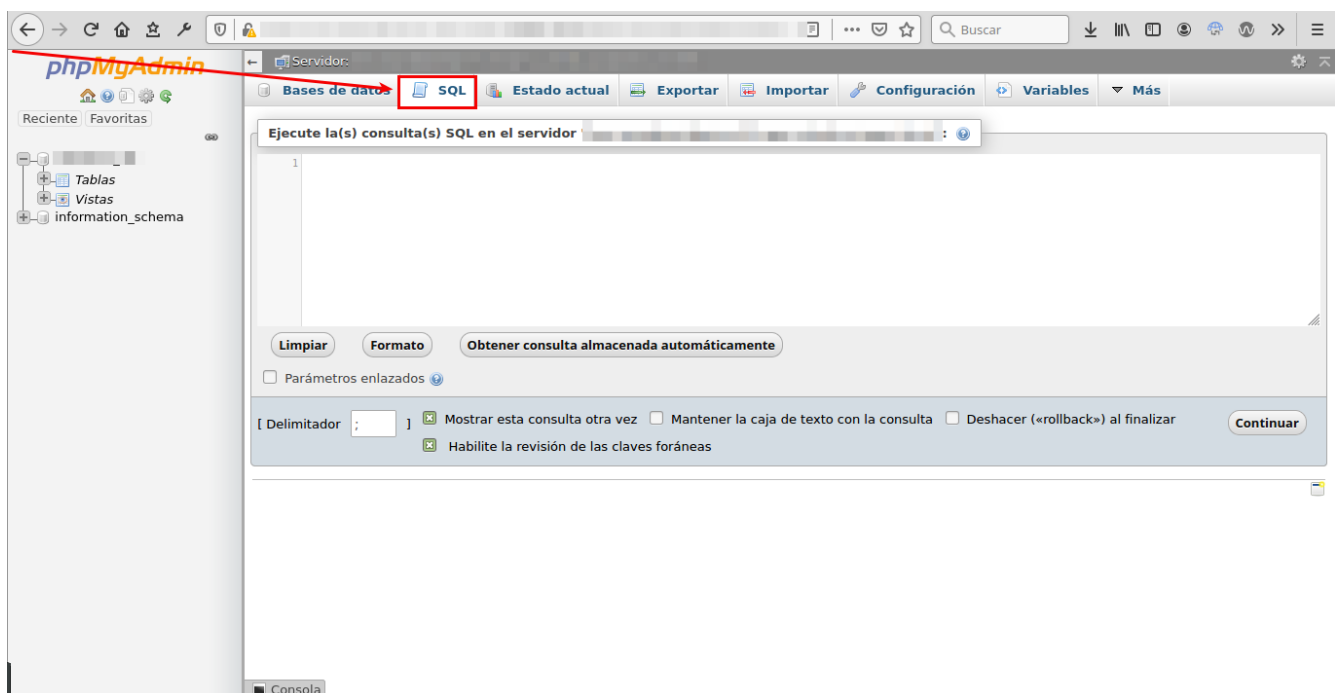 Buscar
phpMyAdmin
Reciente Favoritas
Tablas
Vistas
information_schema
Servidor:
Bases de datos SQL Estado actual Exportar Importar Configuración Variables Más
Ejecute la(s) consulta(s) SQL en el servidor ' :
1
Limpiar Formato Obtener consulta almacenada automáticamente
Parámetros enlazados
[ Delimitador ; ] Mostrar esta consulta otra vez Mantener la caja de texto con la consulta Deshacer («rollback») al finalizar Continuar
Habilite la revisión de las claves foráneas
Consola